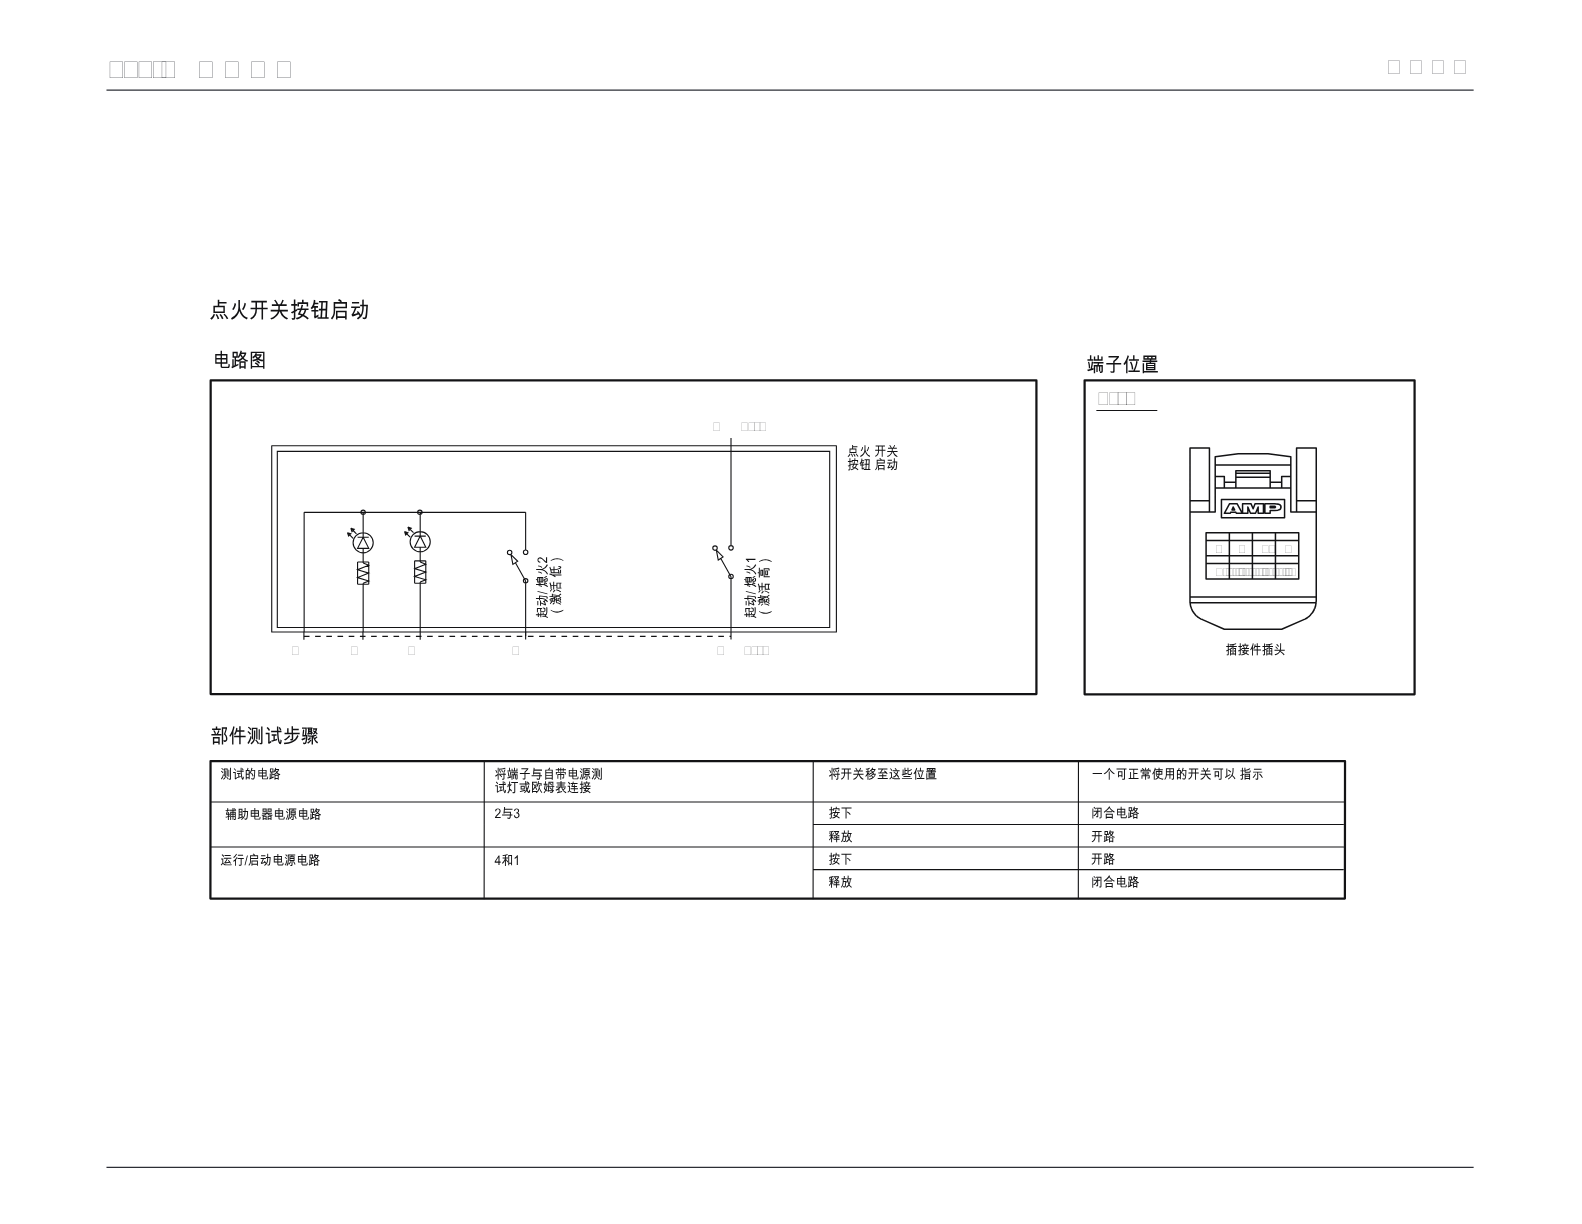 点火开关按钮启动
电路图
端子位置
点火 开关
按钮 启动
起动/ 熄火2
( 激活 低 )
起动/ 熄火1
( 激活 高 )
AMP
插接件插头
部件测试步骤
测试的电路
将端子与自带电源测
试灯或欧姆表连接
将开关移至这些位置
一个可正常使用的开关可以 指示
辅助电器电源电路
2与3
按下
闭合电路
释放
开路
运行/启动电源电路
4和1
按下
开路
释放
闭合电路